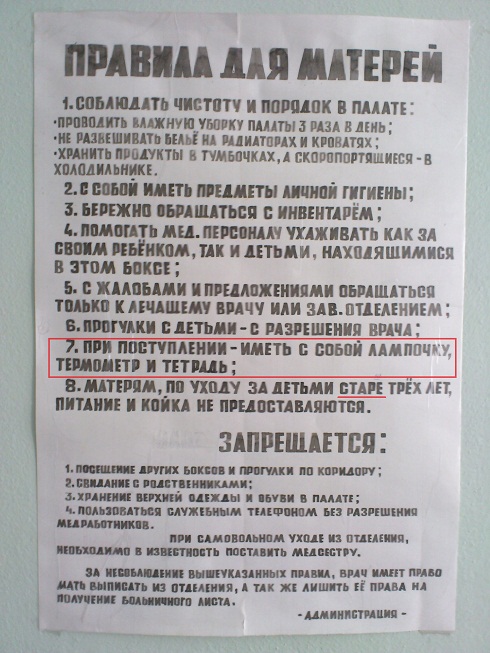 ПРАВИЛА ДЛЯ МАТЕРЕЙ
1. СОБЛЮДАТЬ ЧИСТОТУ И ПОРЯДОК В ПАЛАТЕ:
·ПРОВОДИТЬ ВЛАЖНУЮ УБОРКУ ПАЛАТЫ 3 РАЗА В ДЕНЬ;
·НЕ РАЗВЕШИВАТЬ БЕЛЬЁ НА РАДИАТОРАХ И КРОВАТЯХ;
·ХРАНИТЬ ПРОДУКТЫ В ТУМБОЧКАХ, А СКОРОПОРТЯЩИЕСЯ - В
ХОЛОДИЛЬНИКЕ.
2. С СОБОЙ ИМЕТЬ ПРЕДМЕТЫ ЛИЧНОЙ ГИГИЕНЫ;
3. БЕРЕЖНО ОБРАЩАТЬСЯ С ИНВЕНТАРЁМ;
4. ПОМОГАТЬ МЕД. ПЕРСОНАЛУ УХАЖИВАТЬ КАК ЗА
СВОИМ РЕБЁНКОМ, ТАК И ДЕТЬМИ, НАХОДЯЩИМИСЯ
В ЭТОМ БОКСЕ;
5. С ЖАЛОБАМИ И ПРЕДЛОЖЕНИЯМИ ОБРАЩАТЬСЯ
ТОЛЬКО К ЛЕЧАЩЕМУ ВРАЧУ ИЛИ ЗАВ. ОТДЕЛЕНИЕМ;
6. ПРОГУЛКИ С ДЕТЬМИ - С РАЗРЕШЕНИЯ ВРАЧА;
7. ПРИ ПОСТУПЛЕНИИ - ИМЕТЬ С СОБОЙ ЛАМПОЧКУ,
ТЕРМОМЕТР И ТЕТРАДЬ;
8. МАТЕРЯМ, ПО УХОДУ ЗА ДЕТЬМИ СТАРЕ ТРЁХ ЛЕТ,
ПИТАНИЕ И КОЙКА НЕ ПРЕДОСТАВЛЯЮТСЯ.
ЗАПРЕЩАЕТСЯ:
1. ПОСЕЩЕНИЕ ДРУГИХ БОКСОВ И ПРОГУЛКИ ПО КОРИДОРУ;
2. СВИДАНИЕ С РОДСТВЕННИКАМИ;
3. ХРАНЕНИЕ ВЕРХНЕЙ ОДЕЖДЫ И ОБУВИ В ПАЛАТЕ;
4. ПОЛЬЗОВАТЬСЯ СЛУЖЕБНЫМ ТЕЛЕФОНОМ БЕЗ РАЗРЕШЕНИЯ
МЕДРАБОТНИКОВ.
ПРИ САМОВОЛЬНОМ УХОДЕ ИЗ ОТДЕЛЕНИЯ,
НЕОБХОДИМО В ИЗВЕСТНОСТЬ ПОСТАВИТЬ МЕДСЕСТРУ.
ЗА НЕСОБЛЮДЕНИЕ ВЫШЕУКАЗАННЫХ ПРАВИЛ, ВРАЧ ИМЕЕТ ПРАВО
МАТЬ ВЫПИСАТЬ ИЗ ОТДЕЛЕНИЯ, А ТАК ЖЕ ЛИШИТЬ ЕЁ ПРАВА НА
ПОЛУЧЕНИЕ БОЛЬНИЧНОГО ЛИСТА.
- АДМИНИСТРАЦИЯ -